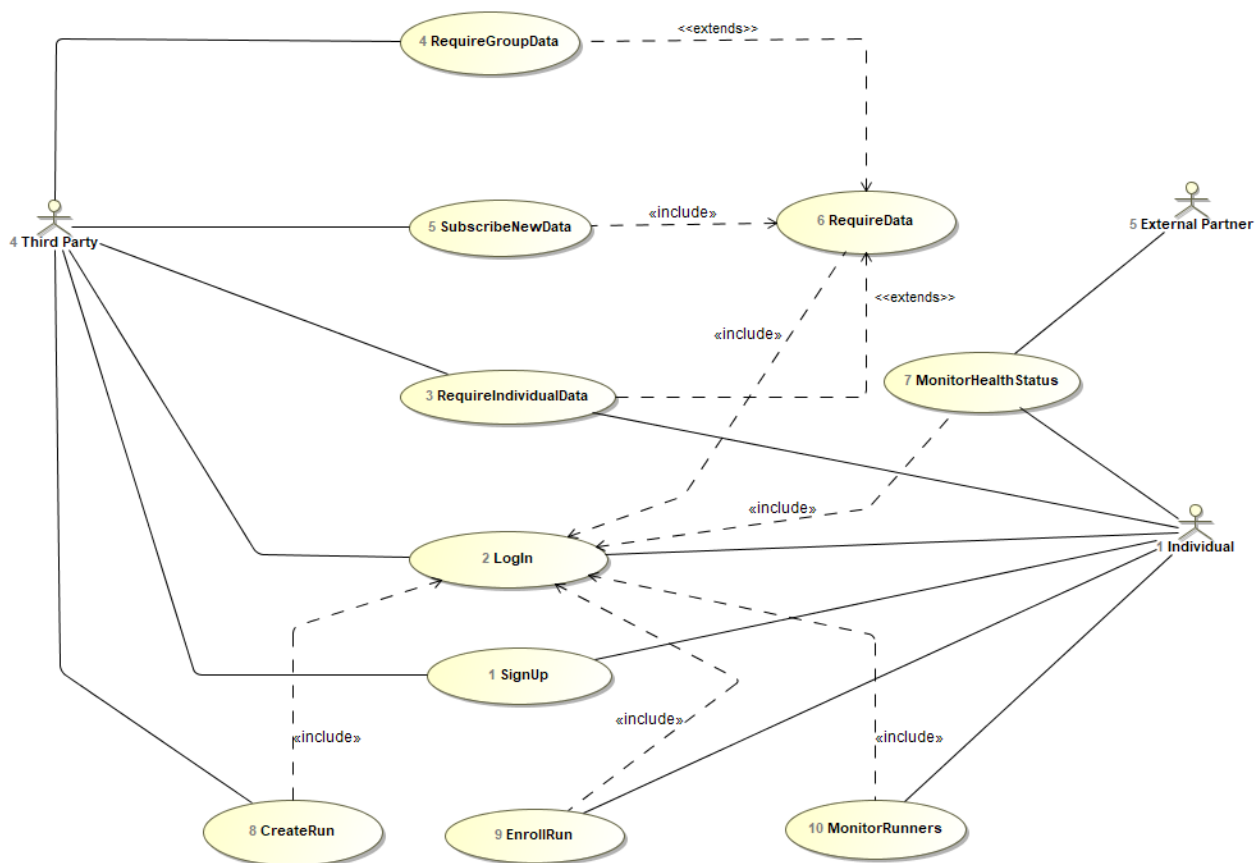 4 RequireGroupData
<<extends>>
4 Third Party
5 SubscribeNewData
«include»
6 RequireData
5 External Partner
<<extends>>
«include»
7 MonitorHealthStatus
3 RequireIndividualData
«include»
2 LogIn
1 Individual
1 SignUp
«include»
«include»
«include»
8 CreateRun
9 EnrollRun
10 MonitorRunners